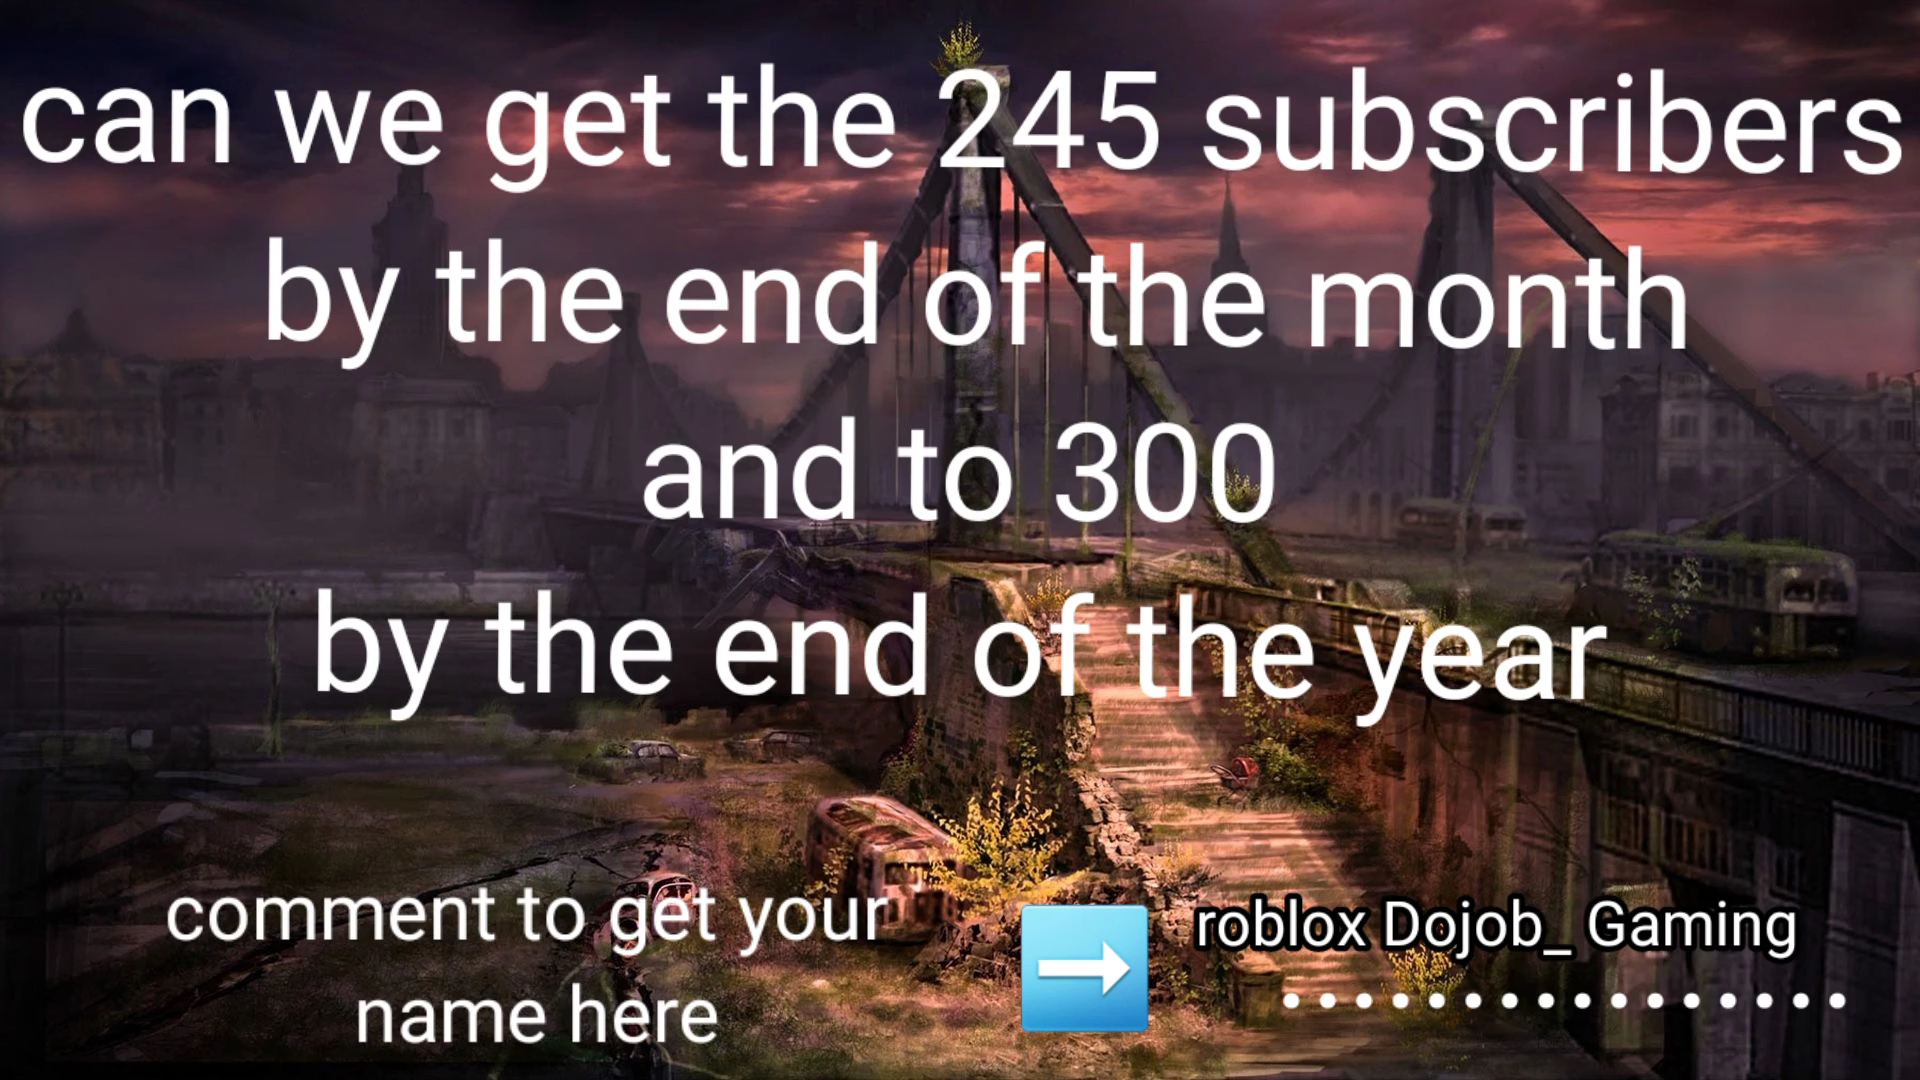 can we get the 245 subscribers
by the end of the month
and to 300
by the end of the year
comment to get your
name here
roblox Dojob_ Gaming
................